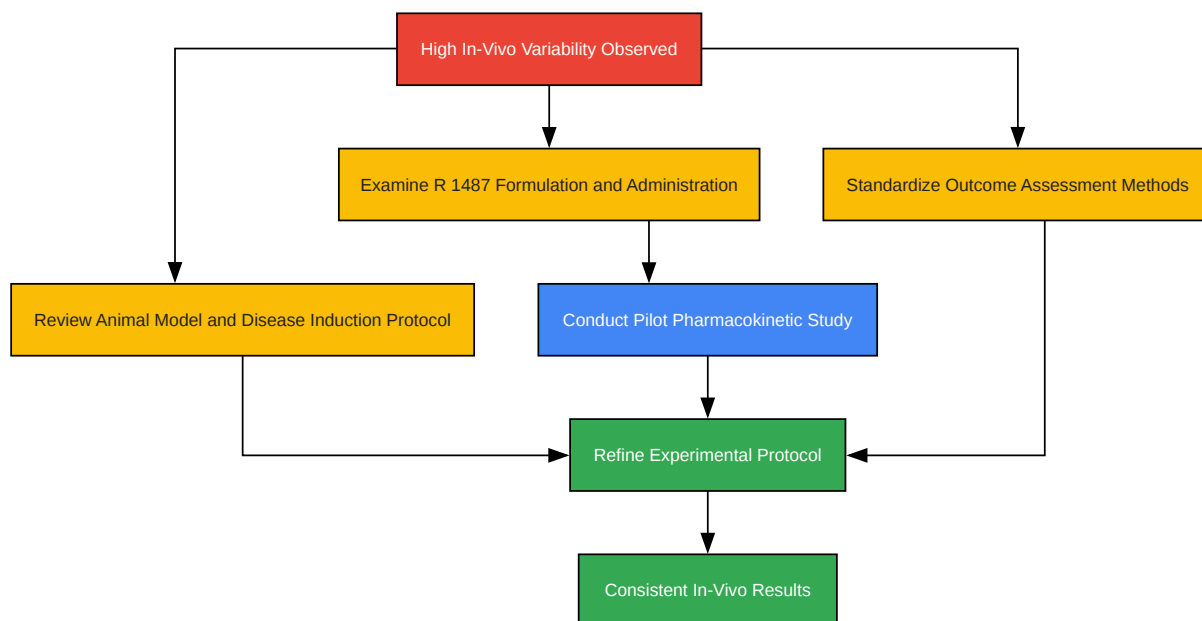 High In-Vivo Variability Observed
Examine R 1487 Formulation and Administration
Standardize Outcome Assessment Methods
Review Animal Model and Disease Induction Protocol
Conduct Pilot Pharmacokinetic Study
Refine Experimental Protocol
Consistent In-Vivo Results